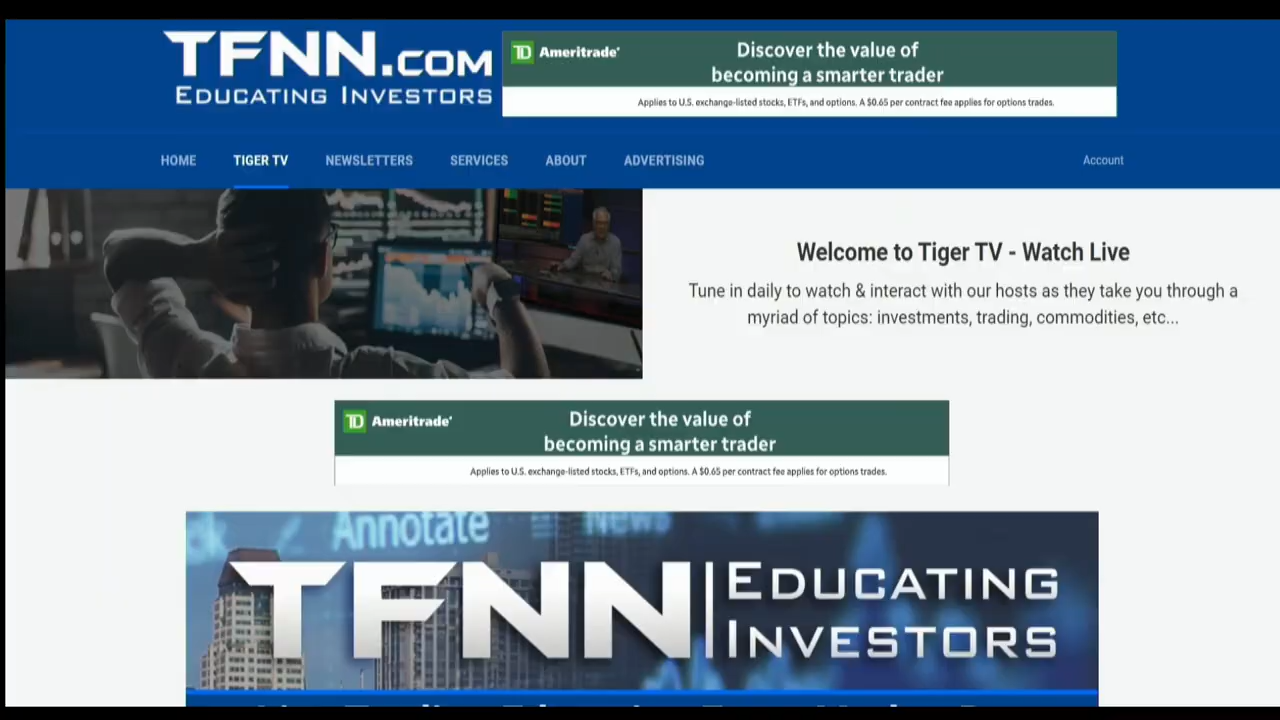 TFNN.COM
EDUCATING INVESTORS
TD Ameritrade
Discover the value of
becoming a smarter trader
Applies to U.S. exchange-listed stocks, ETFs, and options. A $0.65 per contract fee applies for options trades.
HOME TIGER TV NEWSLETTERS SERVICES ABOUT ADVERTISING Account
Welcome to Tiger TV - Watch Live
Tune in daily to watch & interact with our hosts as they take you through a
myriad of topics: investments, trading, commodities, etc...
TD Ameritrade
Discover the value of
becoming a smarter trader
Applies to U.S. exchange-listed stocks, ETFs, and options. A $0.65 per contract fee applies for options trades.
Annotate News
TFNN EDUCATING
INVESTORS